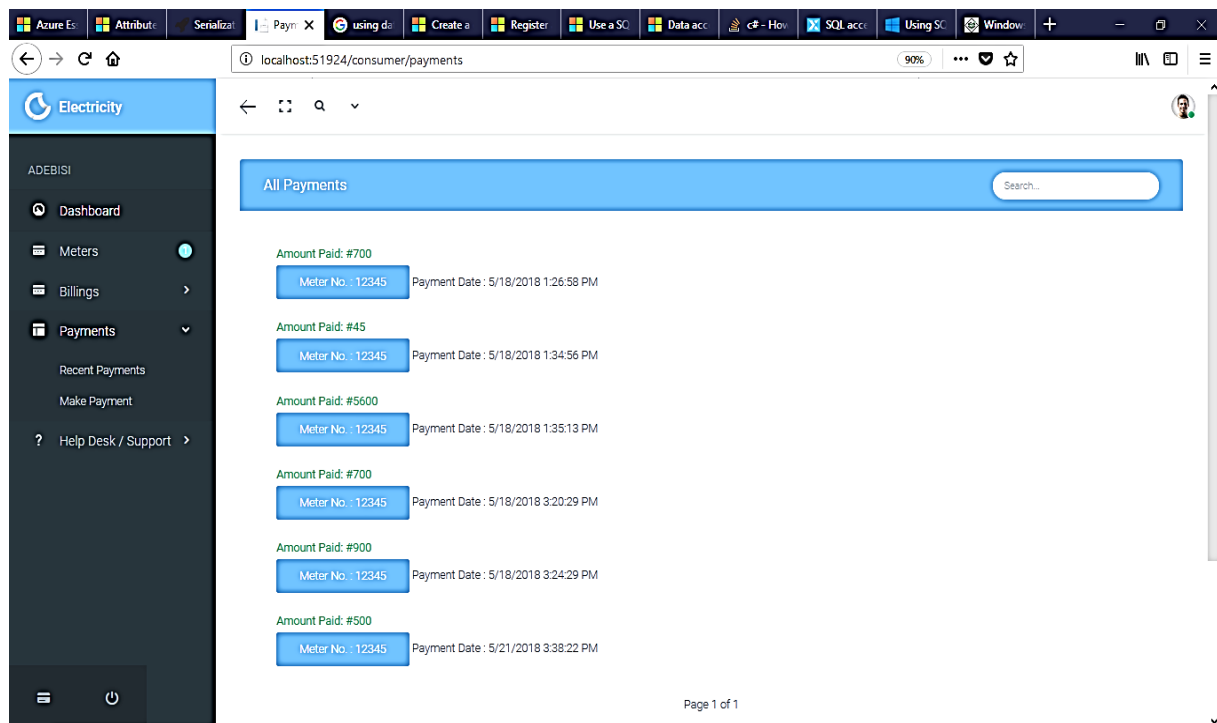 Azure Es Attribute Serializat Paym using da Create a Register Use a SQ Data acc c# - How SQL acce Using SC Window
localhost:51924/consumer/payments 90%
Electricity
ADEBISI
Dashboard
Meters
Billings
Payments
Recent Payments
Make Payment
? Help Desk / Support
All Payments Search...
Amount Paid: #700
Meter No. : 12345 Payment Date : 5/18/2018 1:26:58 PM
Amount Paid: #45
Meter No. : 12345 Payment Date : 5/18/2018 1:34:56 PM
Amount Paid: #5600
Meter No. : 12345 Payment Date : 5/18/2018 1:35:13 PM
Amount Paid: #700
Meter No. : 12345 Payment Date : 5/18/2018 3:20:29 PM
Amount Paid: #900
Meter No. : 12345 Payment Date : 5/18/2018 3:24:29 PM
Amount Paid: #500
Meter No. : 12345 Payment Date : 5/21/2018 3:38:22 PM
Page 1 of 1